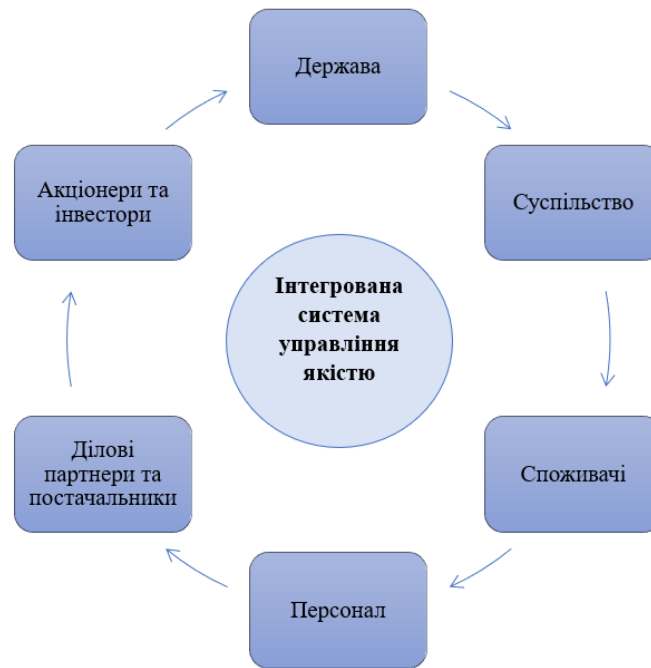 Держава
Суспільство
Споживачі
Персонал
Ділові
партнери та
постачальники
Акціонери та
інвестори
Інтегрована
система
управління
якістю